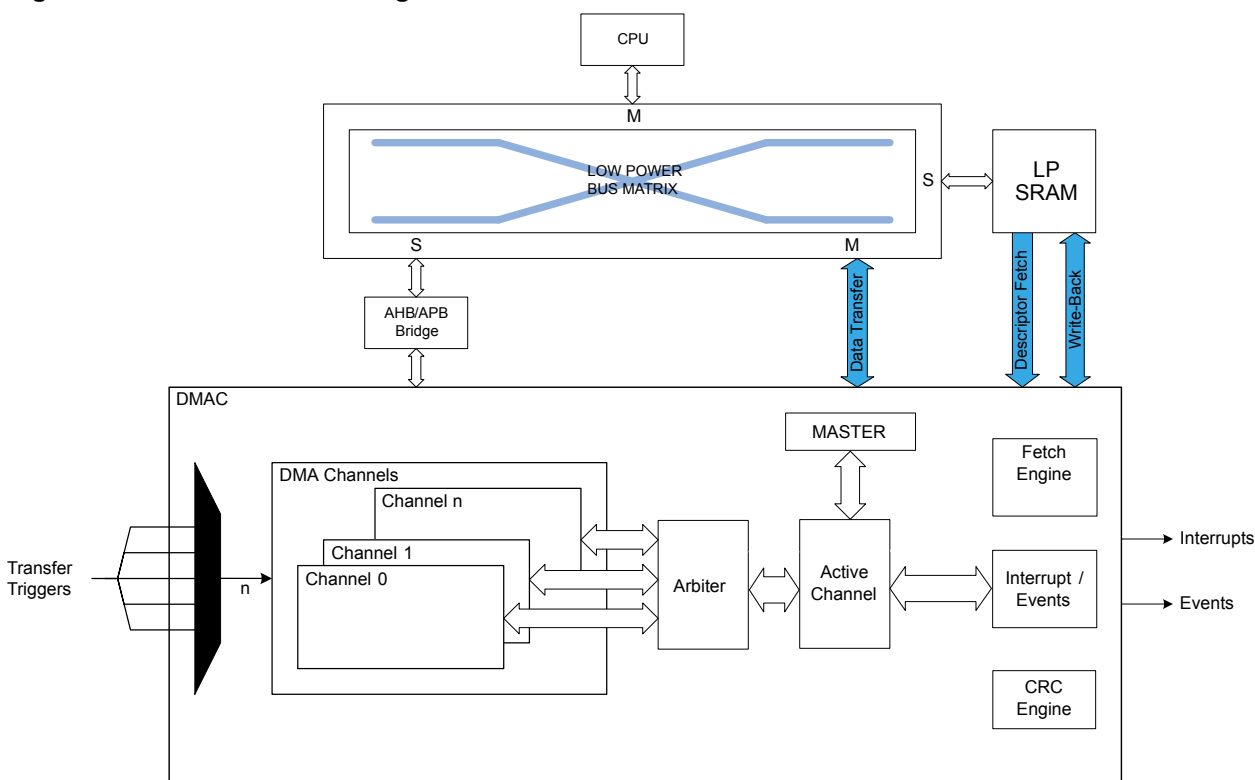 CPU
M
LOW POWER
BUS MATRIX
S
LP
SRAM
S
M
AHB/APB
Bridge
Data Transfer
Descriptor Fetch
Write-Back
DMAC
MASTER
Fetch
Engine
DMA Channels
Channel n
Channel 1
Channel 0
Transfer
Triggers
n
Arbiter
Active
Channel
Interrupt /
Events
Interrupts
Events
CRC
Engine